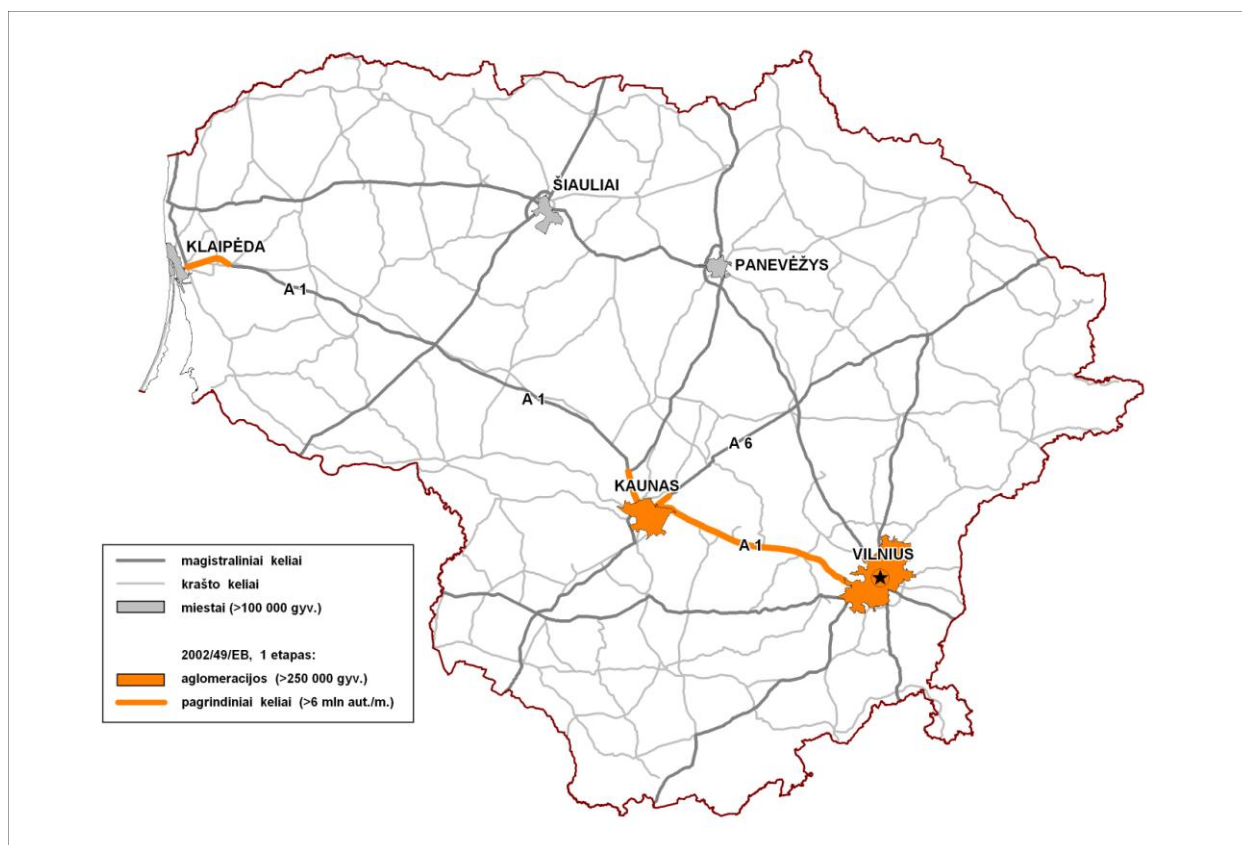 ŠIAULIAI
KLAIPĖDA
PANEVĖŽYS
A 1
A 1
A 6
KAUNAS
A 1
VILNIUS
magistraliniai keliai
krašto keliai
miestai (>100 000 gyv.)
2002/49/EB, 1 etapas:
aglomeracijos (>250 000 gyv.)
pagrindiniai keliai (>6 mln aut./m.)